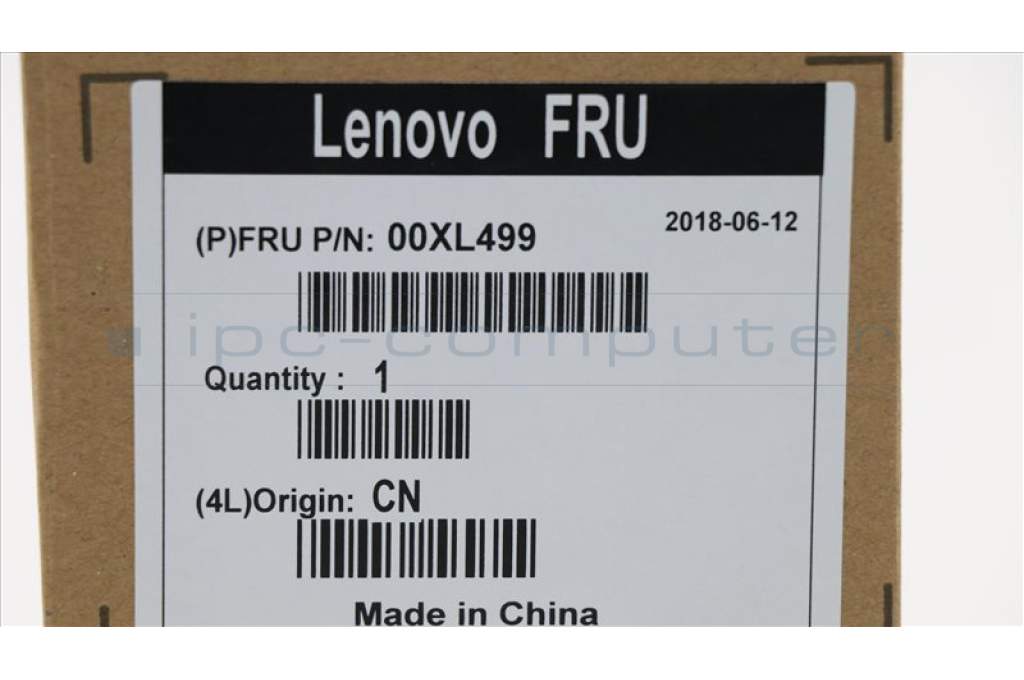 Lenovo FRU
2018-06-12
(P)FRU P/N: 00XL499
ipc-computer
Quantity : 1
(4L)Origin: CN
Made in China